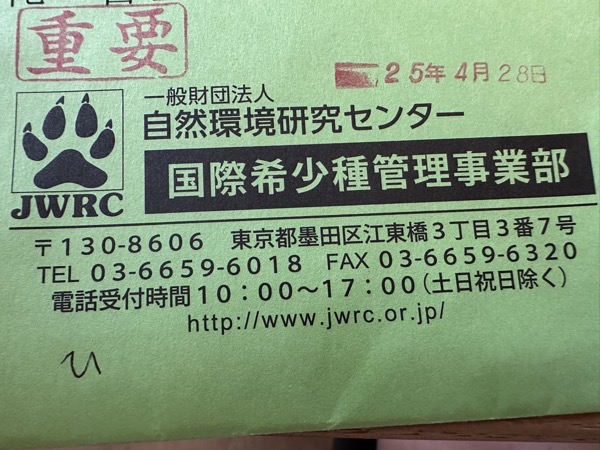 重要
25年4月28日
一般財団法人
自然環境研究センター
JWRC
国際希少種管理事業部
〒130-8606 東京都墨田区江東橋3丁目3番7号
TEL 03-6659-6018 FAX 03-6659-6320
電話受付時間10:00~17:00(土日祝日除く)
http://www.jwrc.or.jp/
ひ